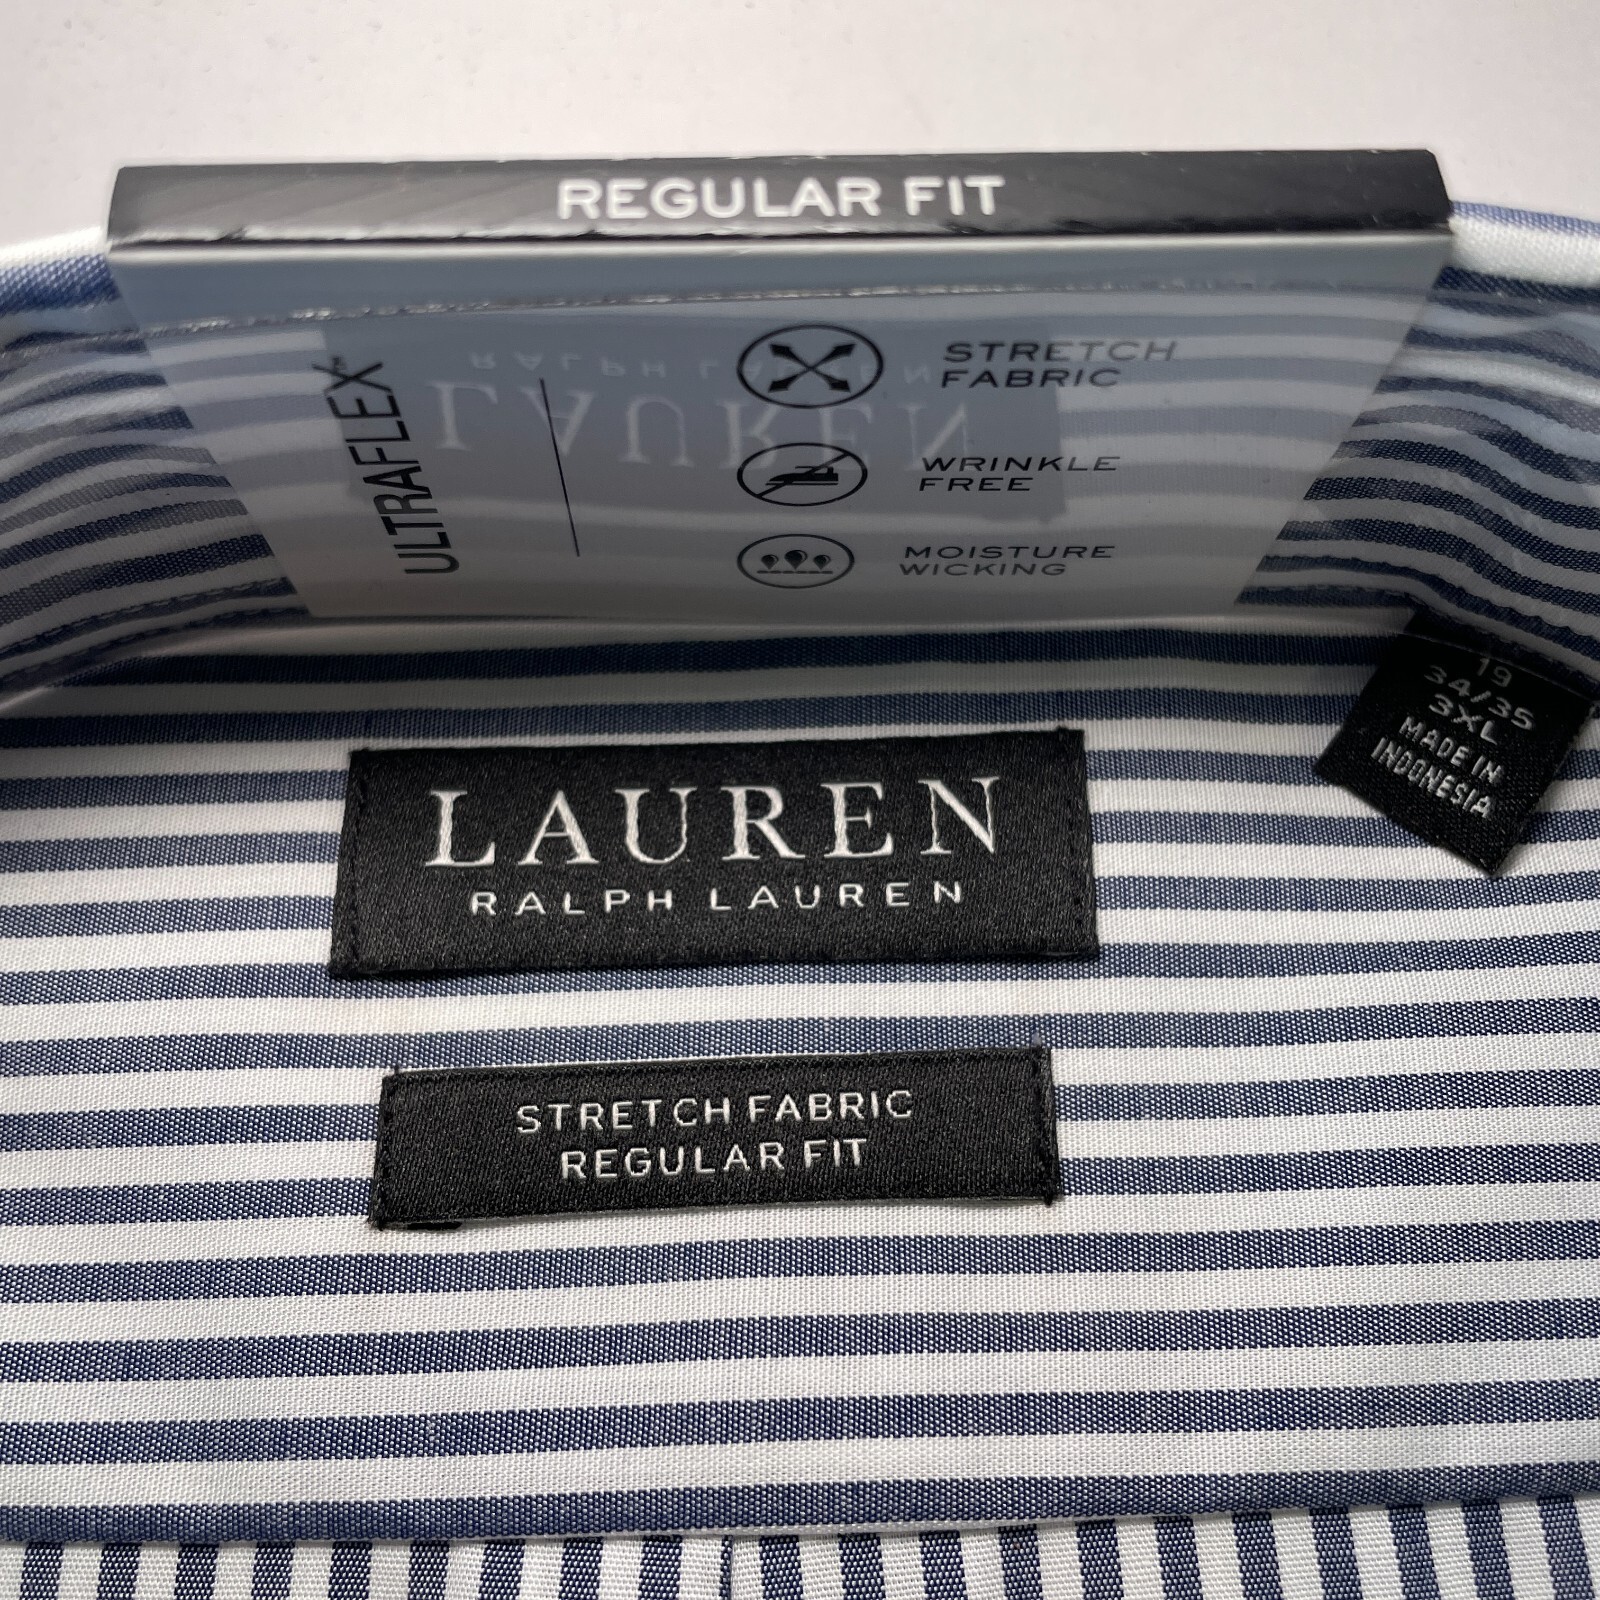 REGULAR FIT
ULTRAFLEX™
STRETCH
FABRIC
WRINKLE
FREE
MOISTURE
WICKING
19
34/35
3XL
MADE IN
INDONESIA
LAUREN
RALPH LAUREN
STRETCH FABRIC
REGULAR FIT